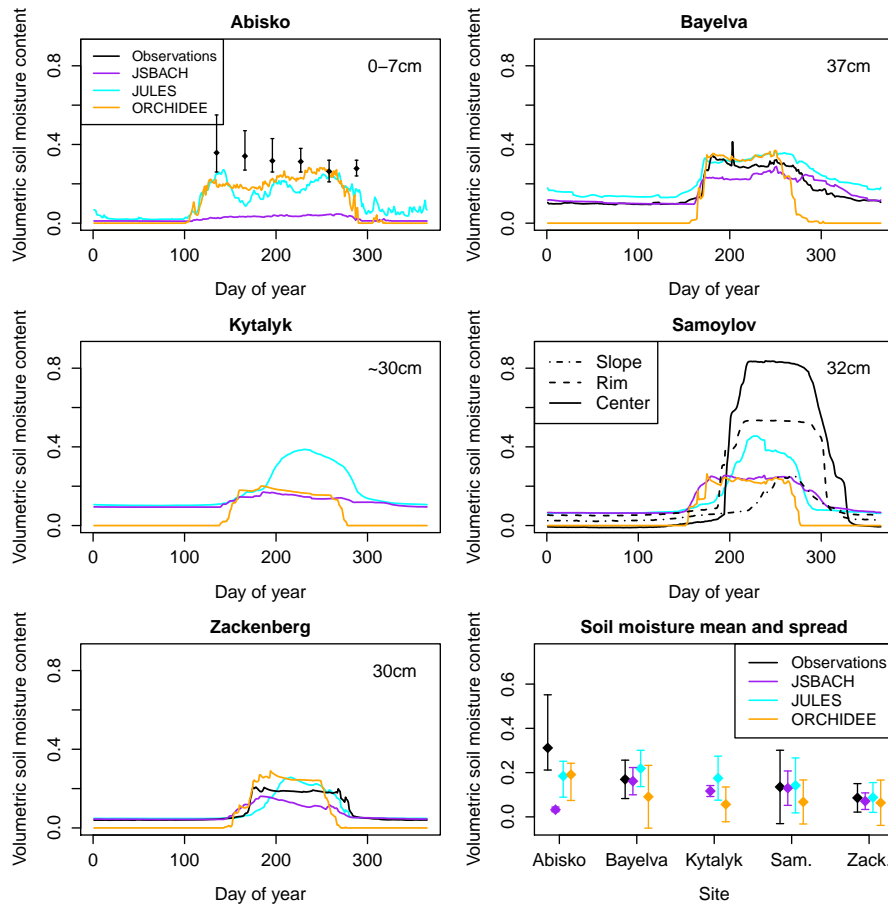 Abisko
Volumetric soil moisture content
0.0 0.4 0.8
Observations
JSBACH
JULES
ORCHIDEE
0−7cm
0 100 200 300
Day of year
Bayelva
Volumetric soil moisture content
0.0 0.4 0.8
37cm
0 100 200 300
Day of year
Kytalyk
Volumetric soil moisture content
0.0 0.4 0.8
~30cm
0 100 200 300
Day of year
Samoylov
Volumetric soil moisture content
0.0 0.4 0.8
Slope
Rim
Center
32cm
0 100 200 300
Day of year
Zackenberg
Volumetric soil moisture content
0.0 0.4 0.8
30cm
0 100 200 300
Day of year
Soil moisture mean and spread
Volumetric soil moisture content
0.0 0.2 0.4 0.6
Observations
JSBACH
JULES
ORCHIDEE
Abisko Bayelva Kytalyk Sam. Zack.
Site